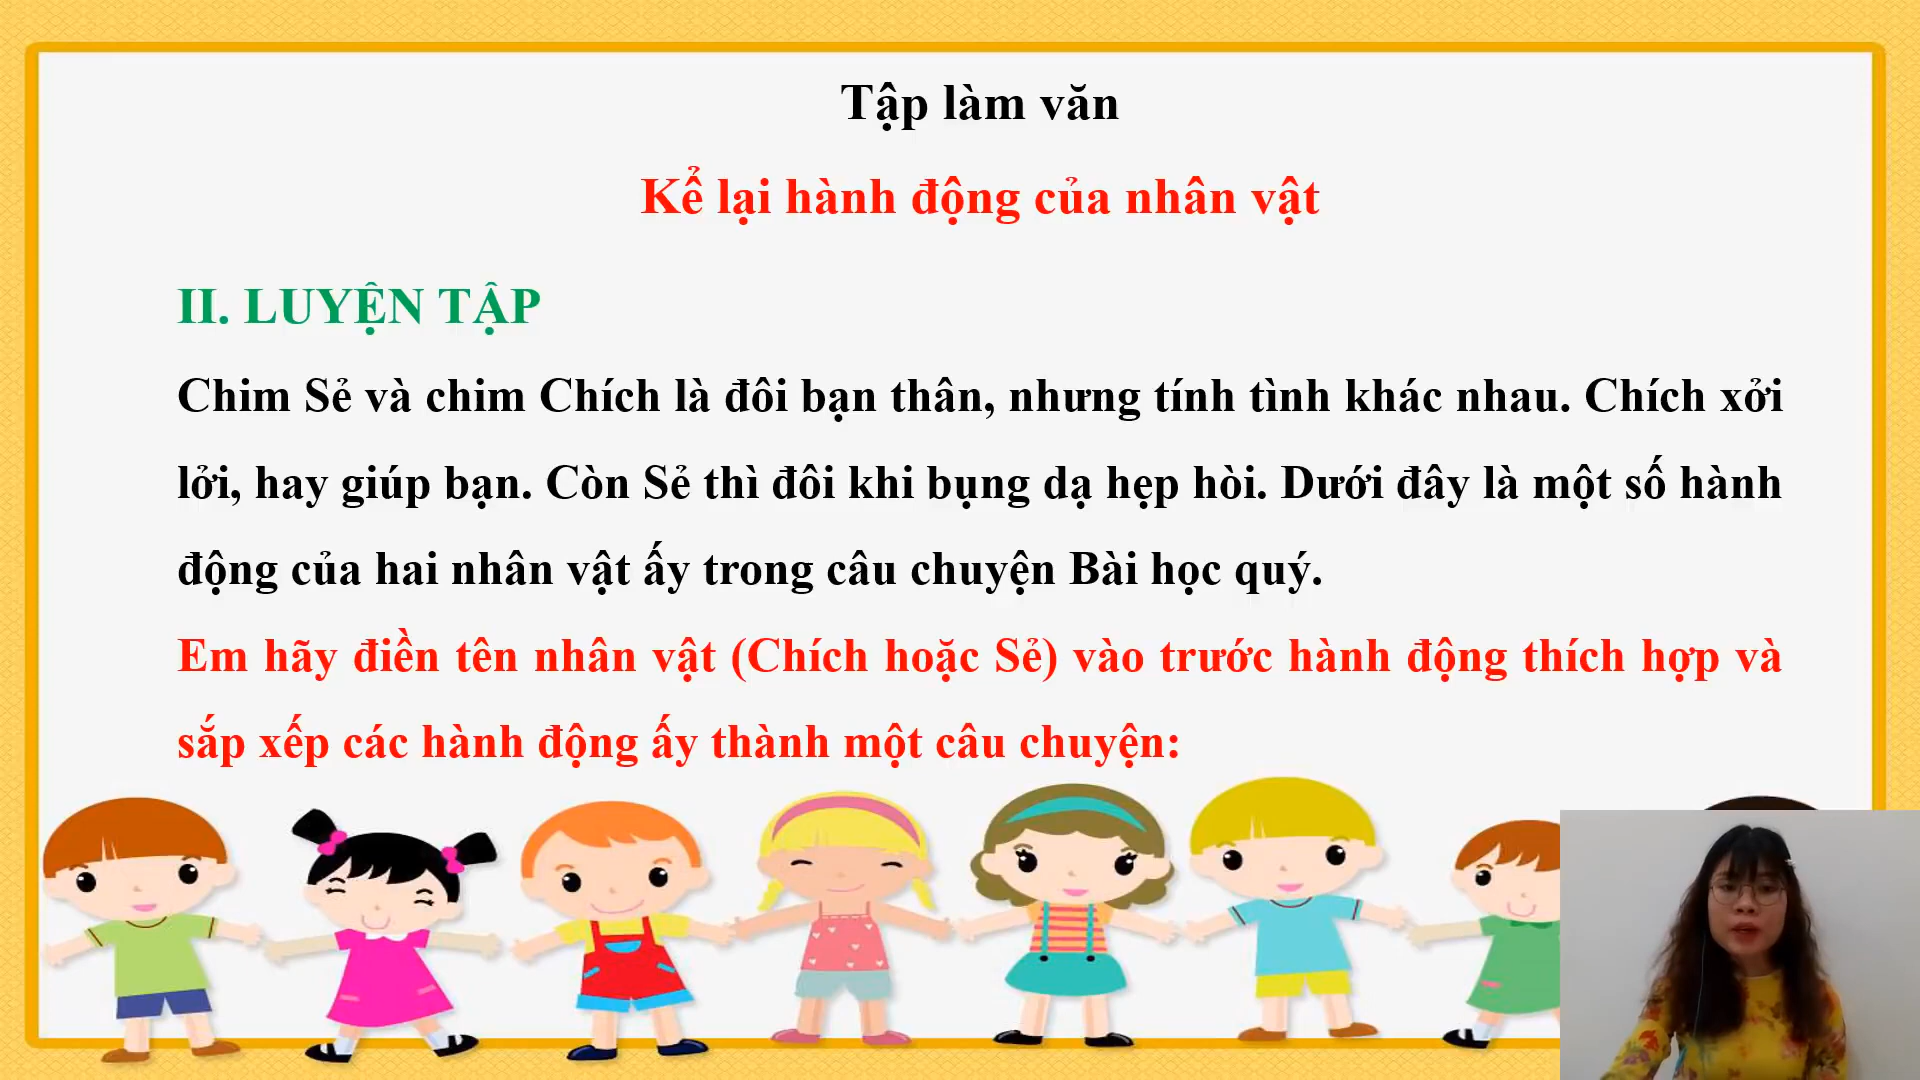 Tập làm văn
Kể lại hành động của nhân vật
II. LUYỆN TẬP
Chim Sẻ và chim Chích là đôi bạn thân, nhưng tính tình khác nhau. Chích xởi
lởi, hay giúp bạn. Còn Sẻ thì đôi khi bụng dạ hẹp hòi. Dưới đây là một số hành
động của hai nhân vật ấy trong câu chuyện Bài học quý.
Em hãy điền tên nhân vật (Chích hoặc Sẻ) vào trước hành động thích hợp và
sắp xếp các hành động ấy thành một câu chuyện: